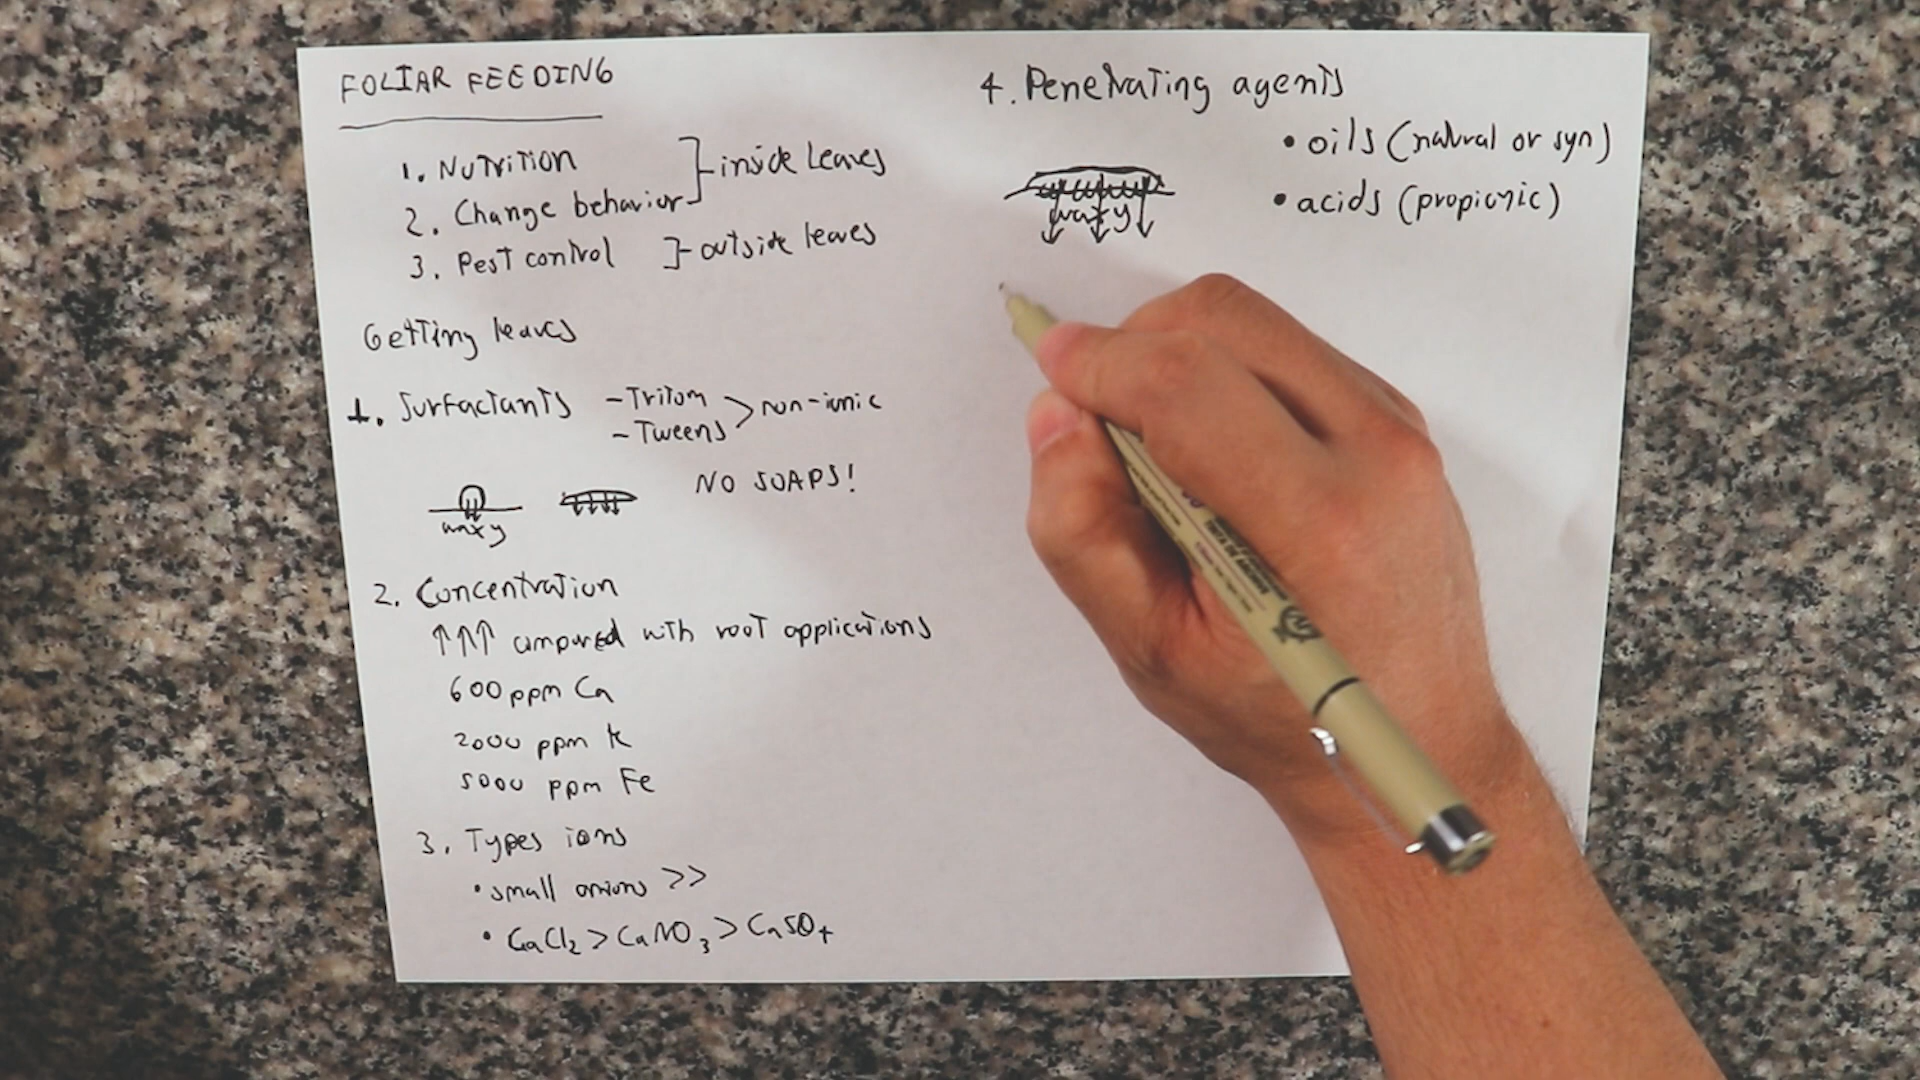 FOLIAR FEEDING
1. Nutrition
2. Change behavior
inside leaves
3. Pest control
outside leaves
Getting leaves
1. Surfactants
- Triton
- Tweens
non-ionic
NO SOAPS!
waxy
2. Concentration
↑↑↑ compared with root applications
600 ppm Ca
2000 ppm K
5000 ppm Fe
3. Types ions
• small anions >>
• CaCl2 > CaNO3 > CaSO4
4. Penetrating agents
• oils (natural or syn)
• acids (propionic)
waxy